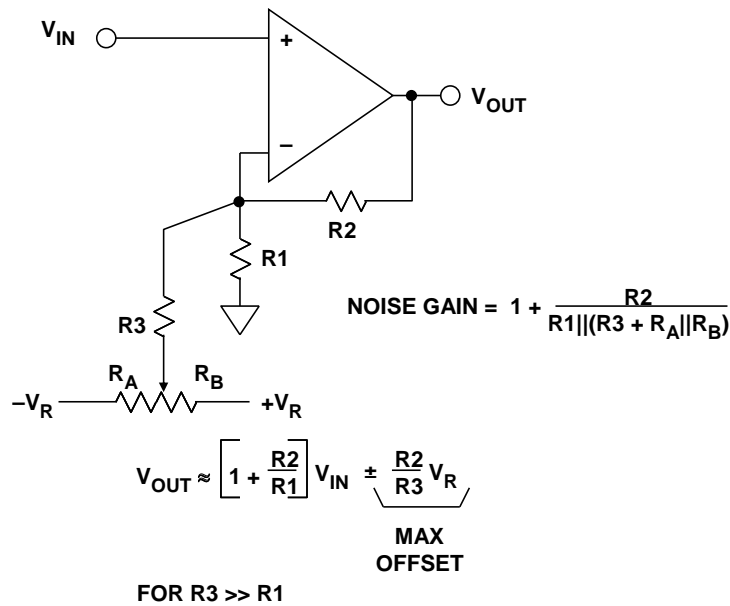 V_IN
+
V_OUT
–
R2
R1
NOISE GAIN = 1 + R2 / R1||(R3 + R_A||R_B)
R3
R_A R_B
–V_R +V_R
V_OUT ≈ [1 + R2/R1] V_IN ± R2/R3 V_R
MAX
OFFSET
FOR R3 >> R1